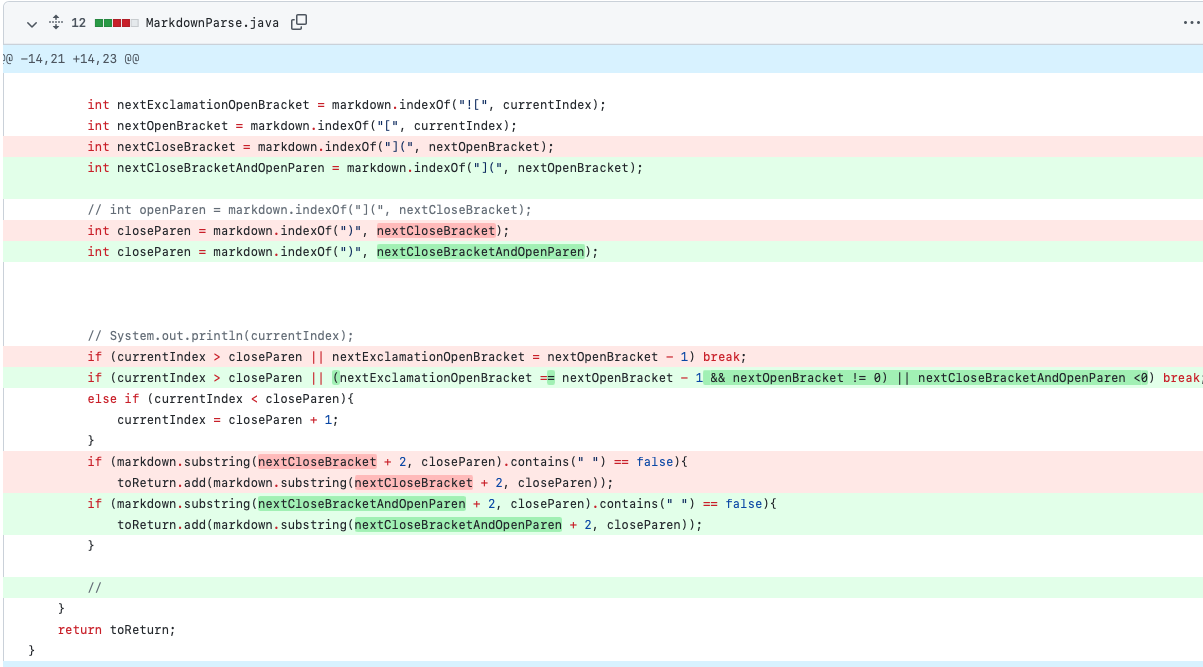 12 MarkdownParse.java
@@ -14,21 +14,23 @@
int nextExclamationOpenBracket = markdown.indexOf("![", currentIndex);
int nextOpenBracket = markdown.indexOf("[", currentIndex);
int nextCloseBracket = markdown.indexOf("](", nextOpenBracket);
int nextCloseBracketAndOpenParen = markdown.indexOf("](", nextOpenBracket);
// int openParen = markdown.indexOf("](", nextCloseBracket);
int closeParen = markdown.indexOf(")", nextCloseBracket);
int closeParen = markdown.indexOf(")", nextCloseBracketAndOpenParen);
// System.out.println(currentIndex);
if (currentIndex > closeParen || nextExclamationOpenBracket = nextOpenBracket - 1) break;
if (currentIndex > closeParen || (nextExclamationOpenBracket == nextOpenBracket - 1 && nextOpenBracket != 0) || nextCloseBracketAndOpenParen <0) break;
else if (currentIndex < closeParen){
currentIndex = closeParen + 1;
}
if (markdown.substring(nextCloseBracket + 2, closeParen).contains(" ") == false){
toReturn.add(markdown.substring(nextCloseBracket + 2, closeParen));
if (markdown.substring(nextCloseBracketAndOpenParen + 2, closeParen).contains(" ") == false){
toReturn.add(markdown.substring(nextCloseBracketAndOpenParen + 2, closeParen));
}
//
}
return toReturn;
}